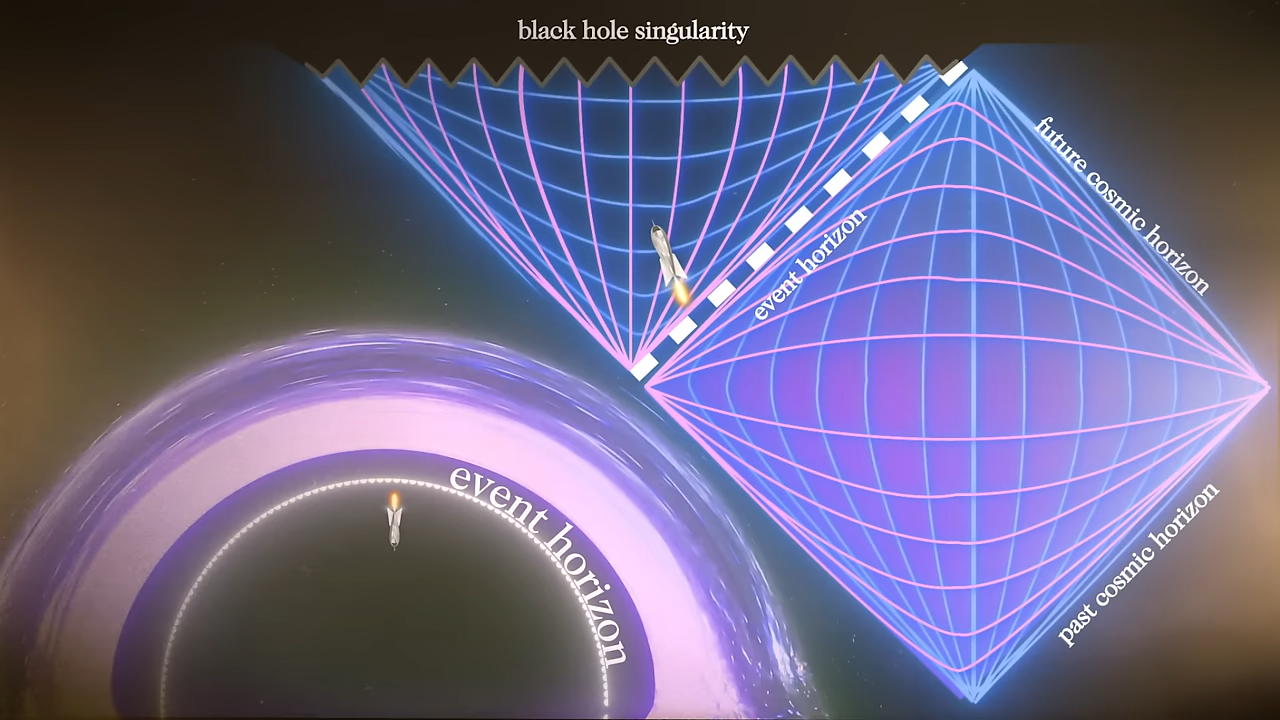 black hole singularity
future cosmic horizon
event horizon
event horizon
past cosmic horizon